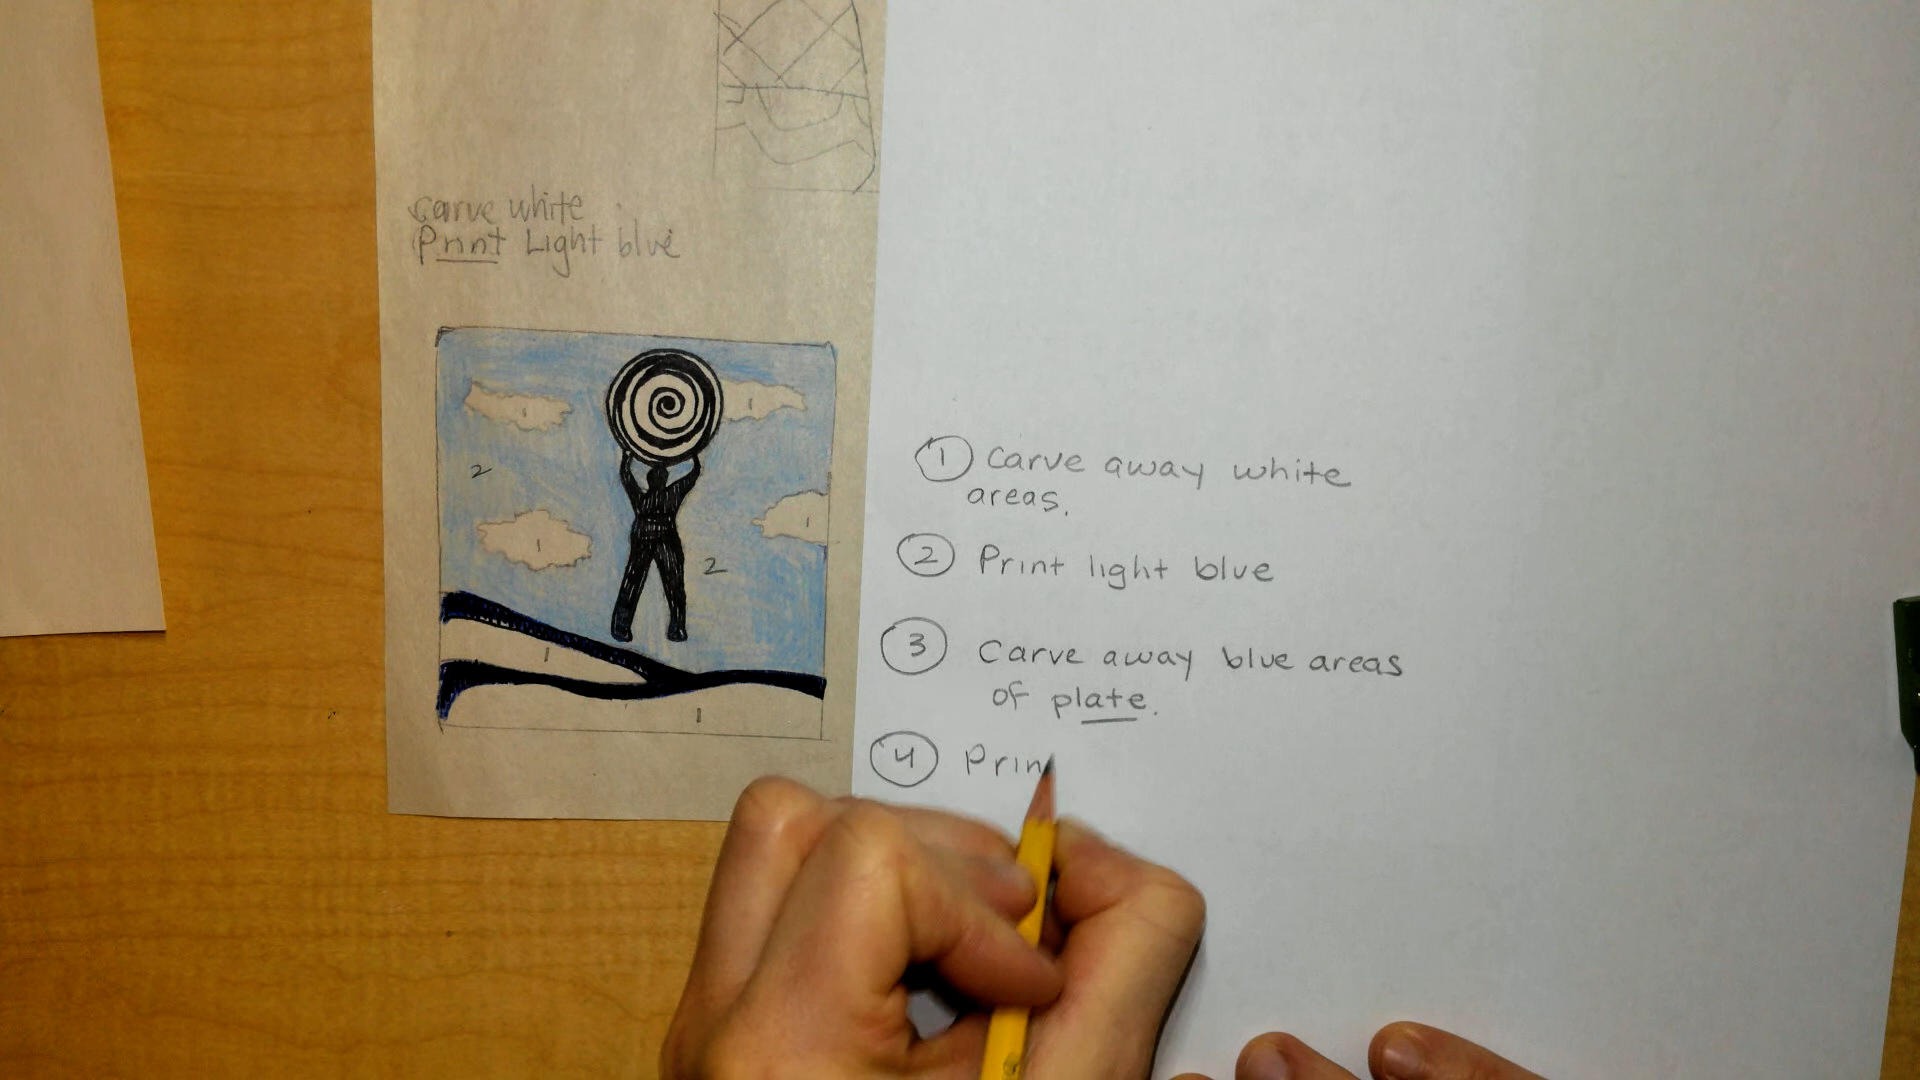 carve white
Print Light blue
1
1
2
1
1
2
1
1
1 Carve away white
areas.
2 Print light blue
3 Carve away blue areas
of plate.
4 Prin